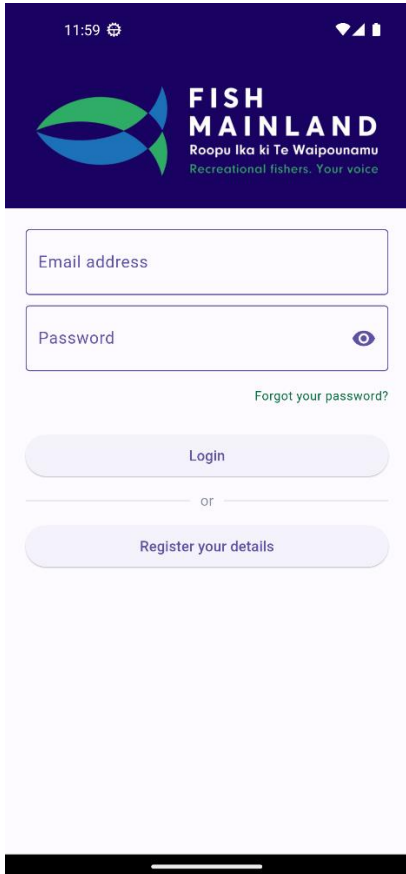 11:59
FISH
MAINLAND
Roopu Ika ki Te Waipounamu
Recreational fishers. Your voice
Email address
Password
Forgot your password?
Login
or
Register your details